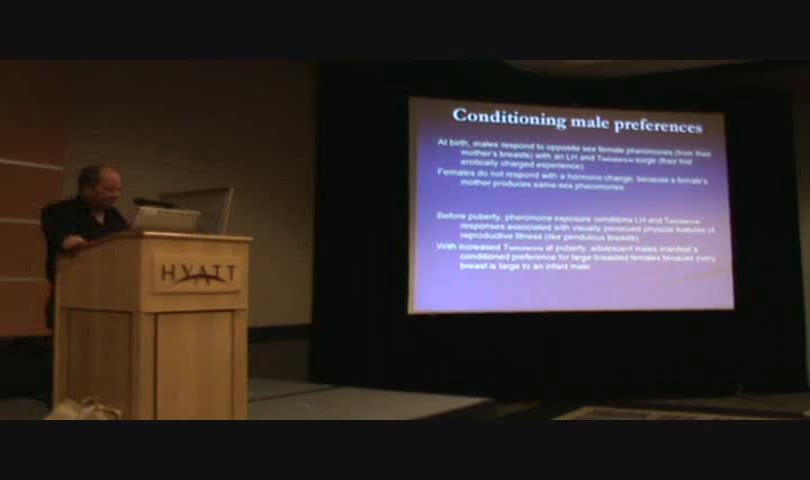 Conditioning male preferences
At birth, males respond to opposite sex female pheromones (from their
mother's breasts) with an LH and Testosterone surge (their first
erotically charged experience)
Females do not respond with a hormone change, because a female's
mother produces same-sex pheromones.
Before puberty, pheromone exposure conditions LH and Testosterone
responses associated with visually perceived physical features of
reproductive fitness (like pendulous breasts)
With increased Testosterone at puberty, adolescent males manifest a
conditioned preference for large-breasted females because every
breast is large to an infant male.
HYATT